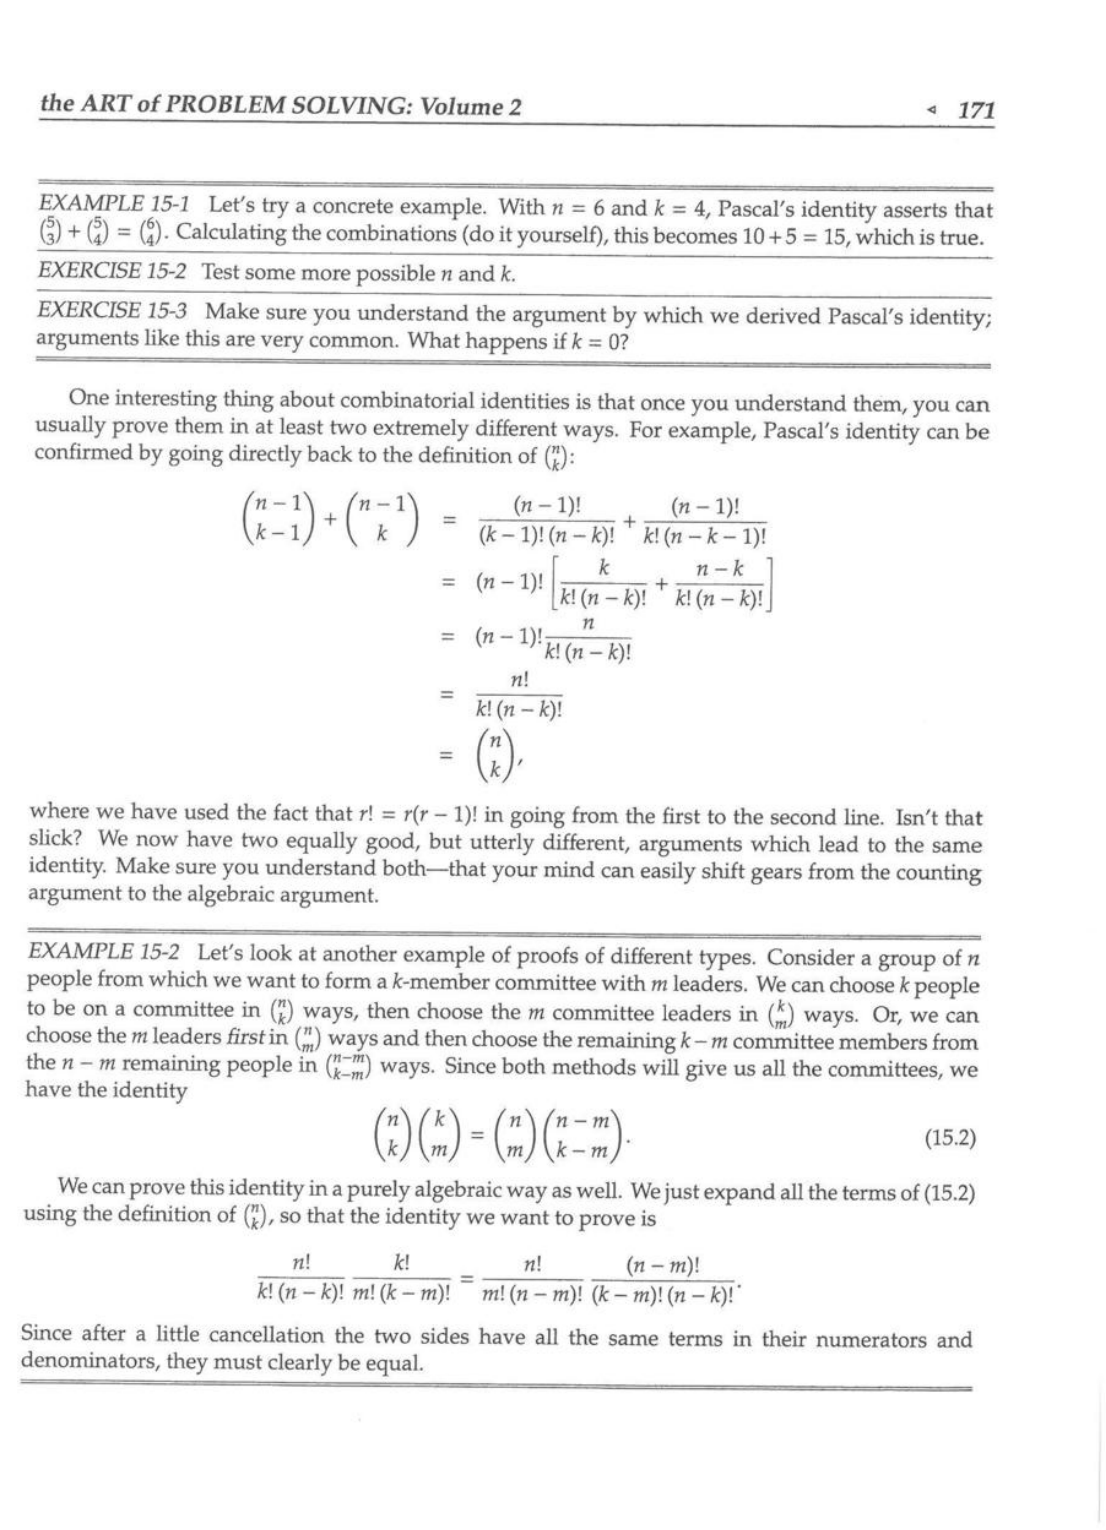 the ART of PROBLEM SOLVING: Volume 2 ◃ 171
EXAMPLE 15-1 Let's try a concrete example. With n = 6 and k = 4, Pascal's identity asserts that
(5 3) + (5 4) = (6 4). Calculating the combinations (do it yourself), this becomes 10 + 5 = 15, which is true.
EXERCISE 15-2 Test some more possible n and k.
EXERCISE 15-3 Make sure you understand the argument by which we derived Pascal's identity;
arguments like this are very common. What happens if k = 0?
One interesting thing about combinatorial identities is that once you understand them, you can
usually prove them in at least two extremely different ways. For example, Pascal's identity can be
confirmed by going directly back to the definition of (n k):
(n − 1 k − 1) + (n − 1 k) = (n − 1)! / (k − 1)! (n − k)! + (n − 1)! / k! (n − k − 1)!
= (n − 1)! [k / k! (n − k)! + n − k / k! (n − k)!]
= (n − 1)! n / k! (n − k)!
= n! / k! (n − k)!
= (n k),
where we have used the fact that r! = r(r − 1)! in going from the first to the second line. Isn't that
slick? We now have two equally good, but utterly different, arguments which lead to the same
identity. Make sure you understand both—that your mind can easily shift gears from the counting
argument to the algebraic argument.
EXAMPLE 15-2 Let's look at another example of proofs of different types. Consider a group of n
people from which we want to form a k-member committee with m leaders. We can choose k people
to be on a committee in (n k) ways, then choose the m committee leaders in (k m) ways. Or, we can
choose the m leaders first in (n m) ways and then choose the remaining k − m committee members from
the n − m remaining people in (n−m k−m) ways. Since both methods will give us all the committees, we
have the identity
(n k)(k m) = (n m)(n − m k − m). (15.2)
We can prove this identity in a purely algebraic way as well. We just expand all the terms of (15.2)
using the definition of (n k), so that the identity we want to prove is
n! / k! (n − k)! k! / m! (k − m)! = n! / m! (n − m)! (n − m)! / (k − m)! (n − k)!.
Since after a little cancellation the two sides have all the same terms in their numerators and
denominators, they must clearly be equal.